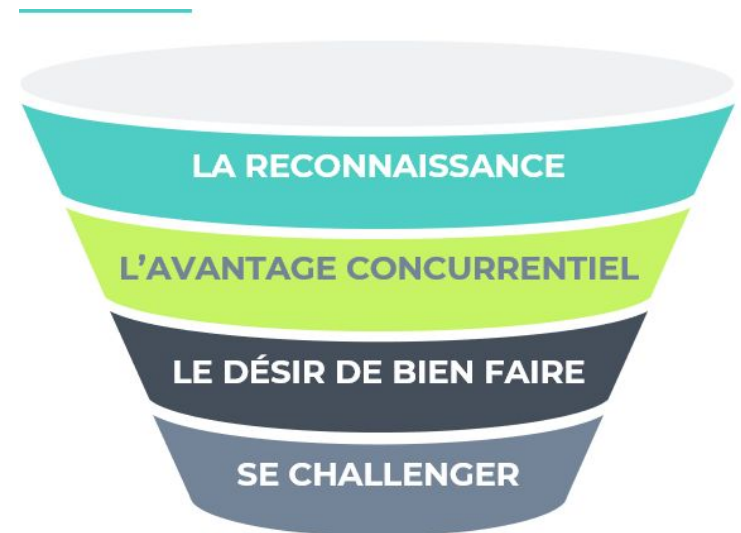 LA RECONNAISSANCE
L’AVANTAGE CONCURRENTIEL
LE DÉSIR DE BIEN FAIRE
SE CHALLENGER